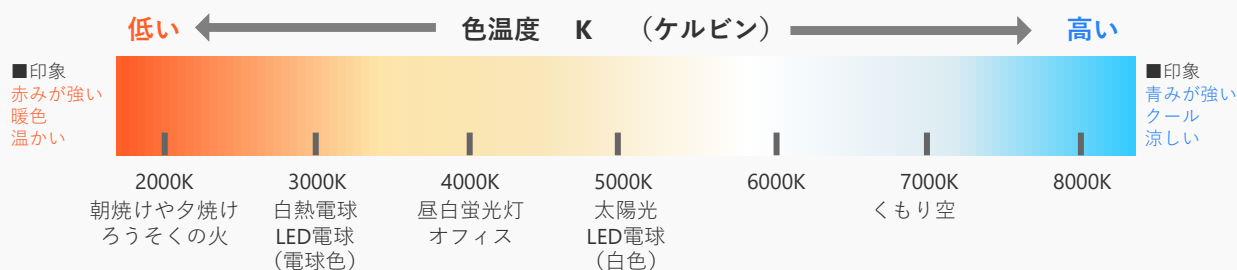 低い 色温度 K （ケルビン） 高い
■印象
赤みが強い
暖色
温かい
■印象
青みが強い
クール
涼しい
2000K 3000K 4000K 5000K 6000K 7000K 8000K
朝焼けや夕焼け
ろうそくの火
白熱電球
LED電球
（電球色）
昼白蛍光灯
オフィス
太陽光
LED電球
（白色）
くもり空